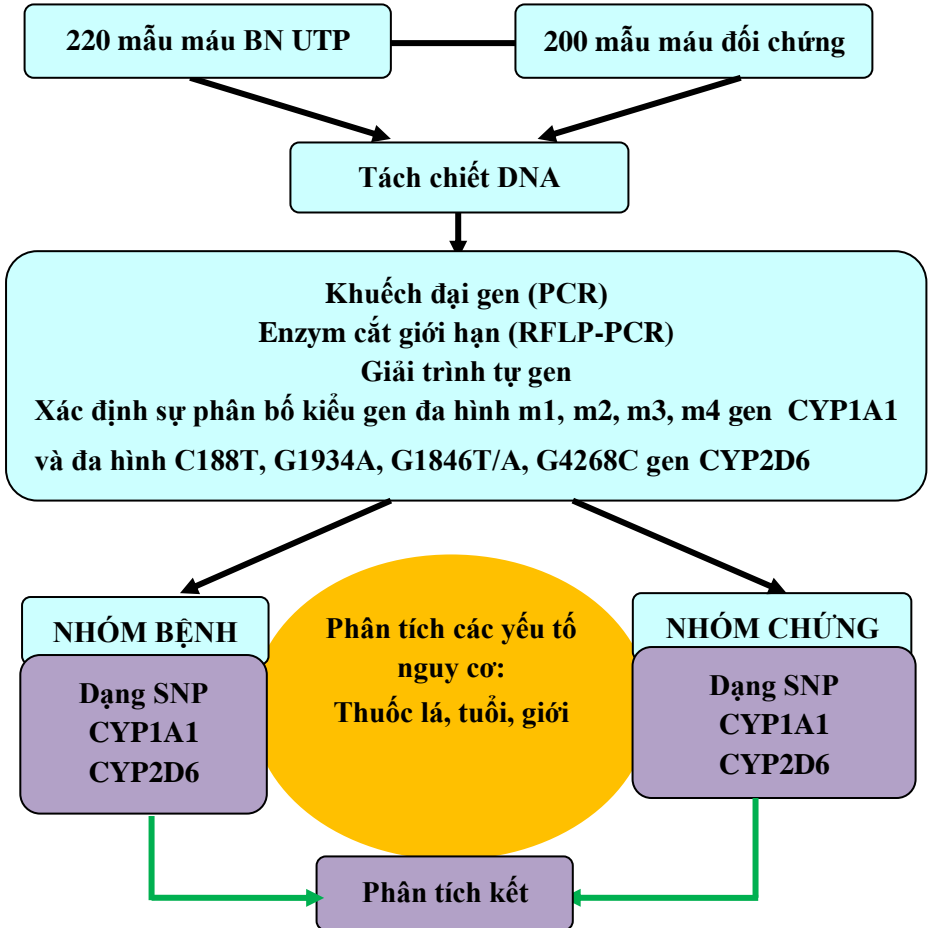 220 mẫu máu BN UTP
200 mẫu máu đối chứng
Tách chiết DNA
Khuếch đại gen (PCR)
Enzym cắt giới hạn (RFLP-PCR)
Giải trình tự gen
Xác định sự phân bố kiểu gen đa hình m1, m2, m3, m4 gen CYP1A1
và đa hình C188T, G1934A, G1846T/A, G4268C gen CYP2D6
NHÓM BỆNH
Dạng SNP
CYP1A1
CYP2D6
Phân tích các yếu tố
nguy cơ:
Thuốc lá, tuổi, giới
NHÓM CHỨNG
Dạng SNP
CYP1A1
CYP2D6
Phân tích kết